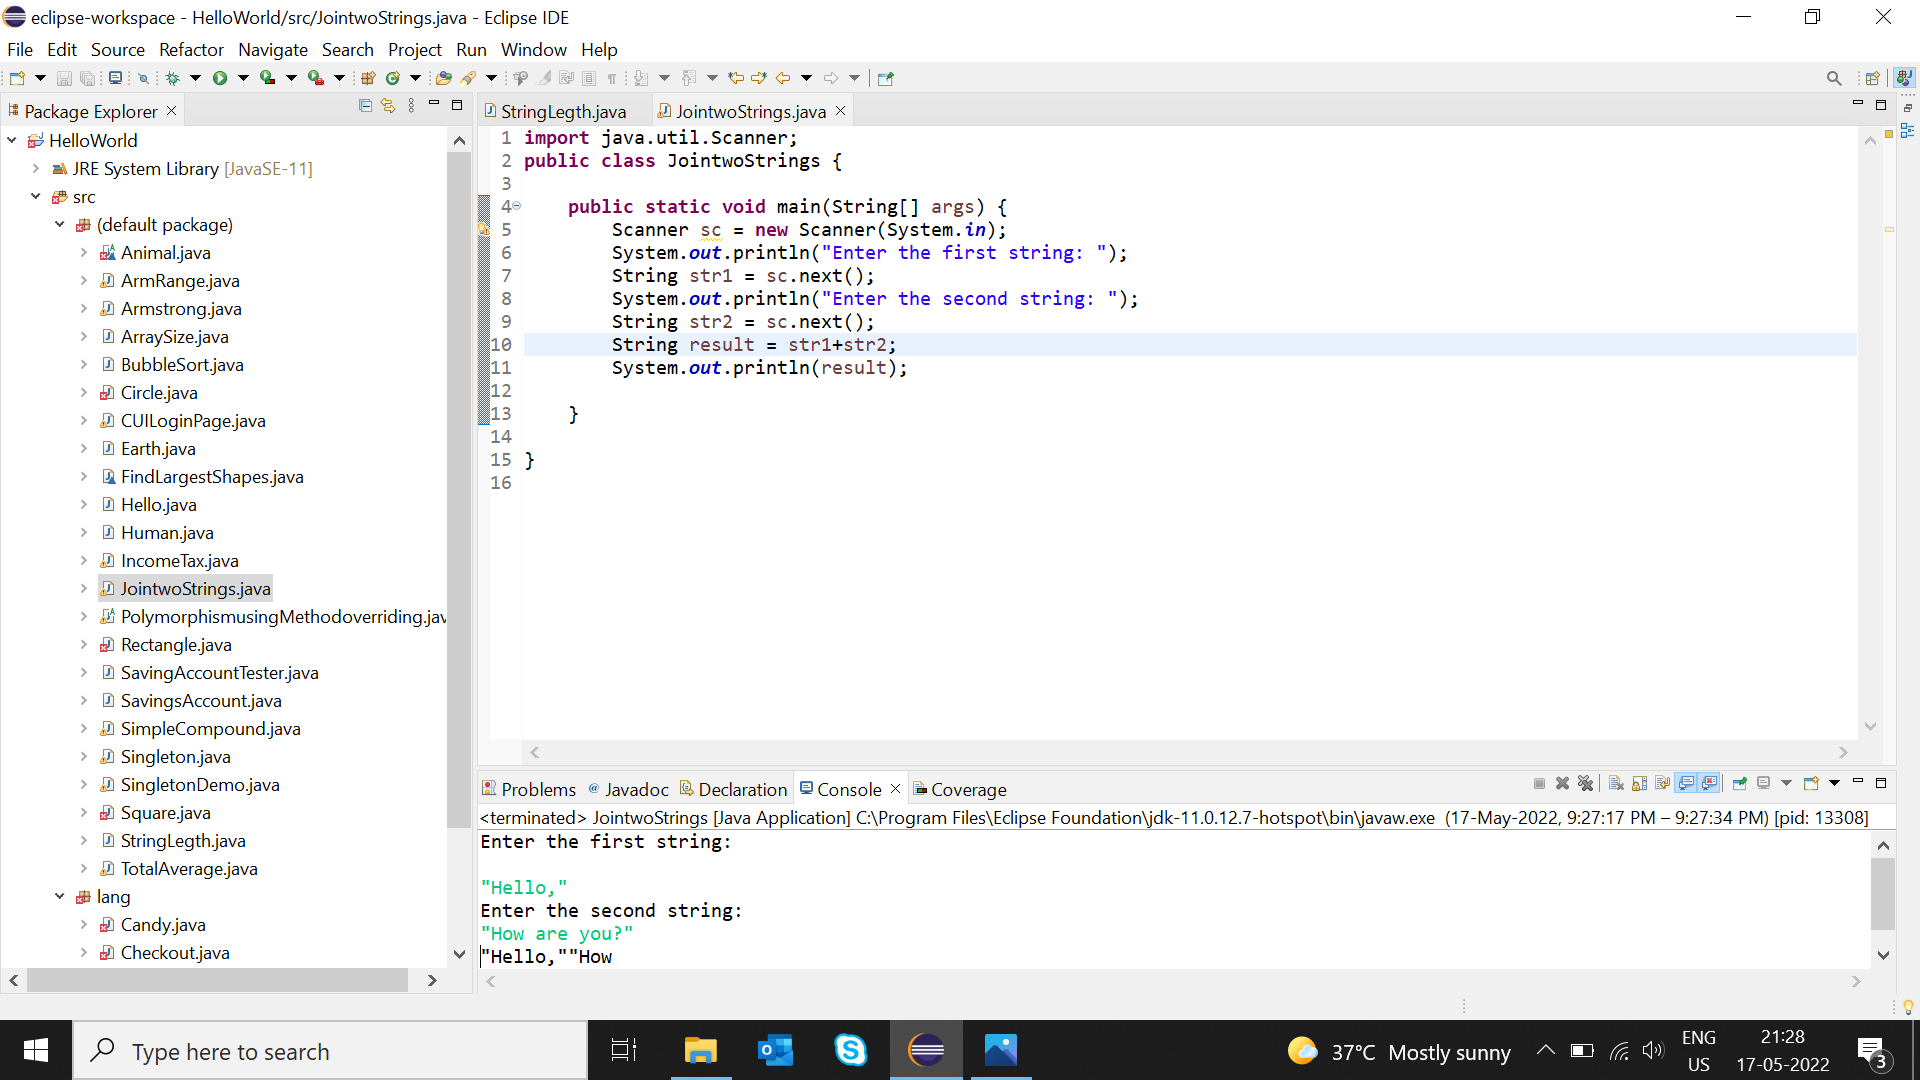 eclipse-workspace - HelloWorld/src/JointwoStrings.java - Eclipse IDE
File Edit Source Refactor Navigate Search Project Run Window Help
Package Explorer
HelloWorld
JRE System Library [JavaSE-11]
src
(default package)
Animal.java
ArmRange.java
Armstrong.java
ArraySize.java
BubbleSort.java
Circle.java
CUILoginPage.java
Earth.java
FindLargestShapes.java
Hello.java
Human.java
IncomeTax.java
JointwoStrings.java
PolymorphismusingMethodoverriding.jav
Rectangle.java
SavingAccountTester.java
SavingsAccount.java
SimpleCompound.java
Singleton.java
SingletonDemo.java
Square.java
StringLegth.java
TotalAverage.java
lang
Candy.java
Checkout.java
StringLegth.java JointwoStrings.java
1 import java.util.Scanner;
2 public class JointwoStrings {
3
4 public static void main(String[] args) {
5 Scanner sc = new Scanner(System.in);
6 System.out.println("Enter the first string: ");
7 String str1 = sc.next();
8 System.out.println("Enter the second string: ");
9 String str2 = sc.next();
10 String result = str1+str2;
11 System.out.println(result);
12
13 }
14
15 }
16
Problems @ Javadoc Declaration Console Coverage
<terminated> JointwoStrings [Java Application] C:\Program Files\Eclipse Foundation\jdk-11.0.12.7-hotspot\bin\javaw.exe (17-May-2022, 9:27:17 PM – 9:27:34 PM) [pid: 13308]
Enter the first string:
"Hello,"
Enter the second string:
"How are you?"
"Hello,""How
Type here to search
37°C Mostly sunny
ENG
US
21:28
17-05-2022
3